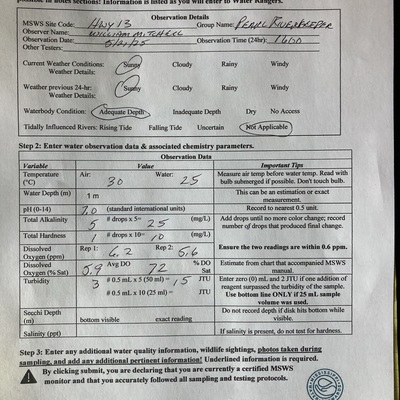 possible in notes sections! Information is listed as you will enter to Water Rangers.
Observation Details
MSWS Site Code: HWY 13 Group Name: Pearl Riverkeeper
Observer Name: William Mitchell
Observation Date: 5/21/25 Observation Time (24hr): 1600
Other Testers:
Current Weather Conditions: Sunny Cloudy Rainy Windy
Weather Details:
Weather previous 24-hr: Sunny Cloudy Rainy Windy
Weather Details:
Waterbody Condition: Adequate Depth Inadequate Depth Dry No Access
Tidally Influenced Rivers: Rising Tide Falling Tide Uncertain Not Applicable
Step 2: Enter water observation data & associated chemistry parameters.
Observation Data
Variable Value Important Tips
Temperature (°C) Air: 30 Water: 25 Measure air temp before water temp. Read with bulb submerged if possible. Don't touch bulb.
Water Depth (m) 1 m This can be an estimation or exact measurement.
pH (0-14) 7.0 (standard international units) Record to nearest 0.5 unit.
Total Alkalinity 5 # drops x 5= 25 (mg/L) Add drops until no more color change; record number of drops that produced final change.
Total Hardness 1 # drops x 10= 10 (mg/L)
Dissolved Oxygen (ppm) Rep 1: 6.2 Rep 2: 5.6 Ensure the two readings are within 0.6 ppm.
Dissolved Oxygen (% Sat) 5.9 Avg DO 72 % DO Sat Estimate from chart that accompanied MSWS manual.
Turbidity 3 # 0.5 mL x 5 (50 ml) = 15 JTU Enter zero (0) mL and 2 JTU if one addition of reagent surpassed the turbidity of the sample.
# 0.5 mL x 10 (25 ml) = JTU Use bottom line ONLY if 25 mL sample volume was used.
Secchi Depth (m) bottom visible exact reading Do not record depth if disk hits bottom while visible.
Salinity (ppt) If salinity is present, do not test for hardness.
Step 3: Enter any additional water quality information, wildlife sightings, photos taken during
sampling, and add any additional pertinent information! Underlined information is required.
By clicking submit, you are declaring that you are currently a certified MSWS
monitor and that you accurately followed all sampling and testing protocols.